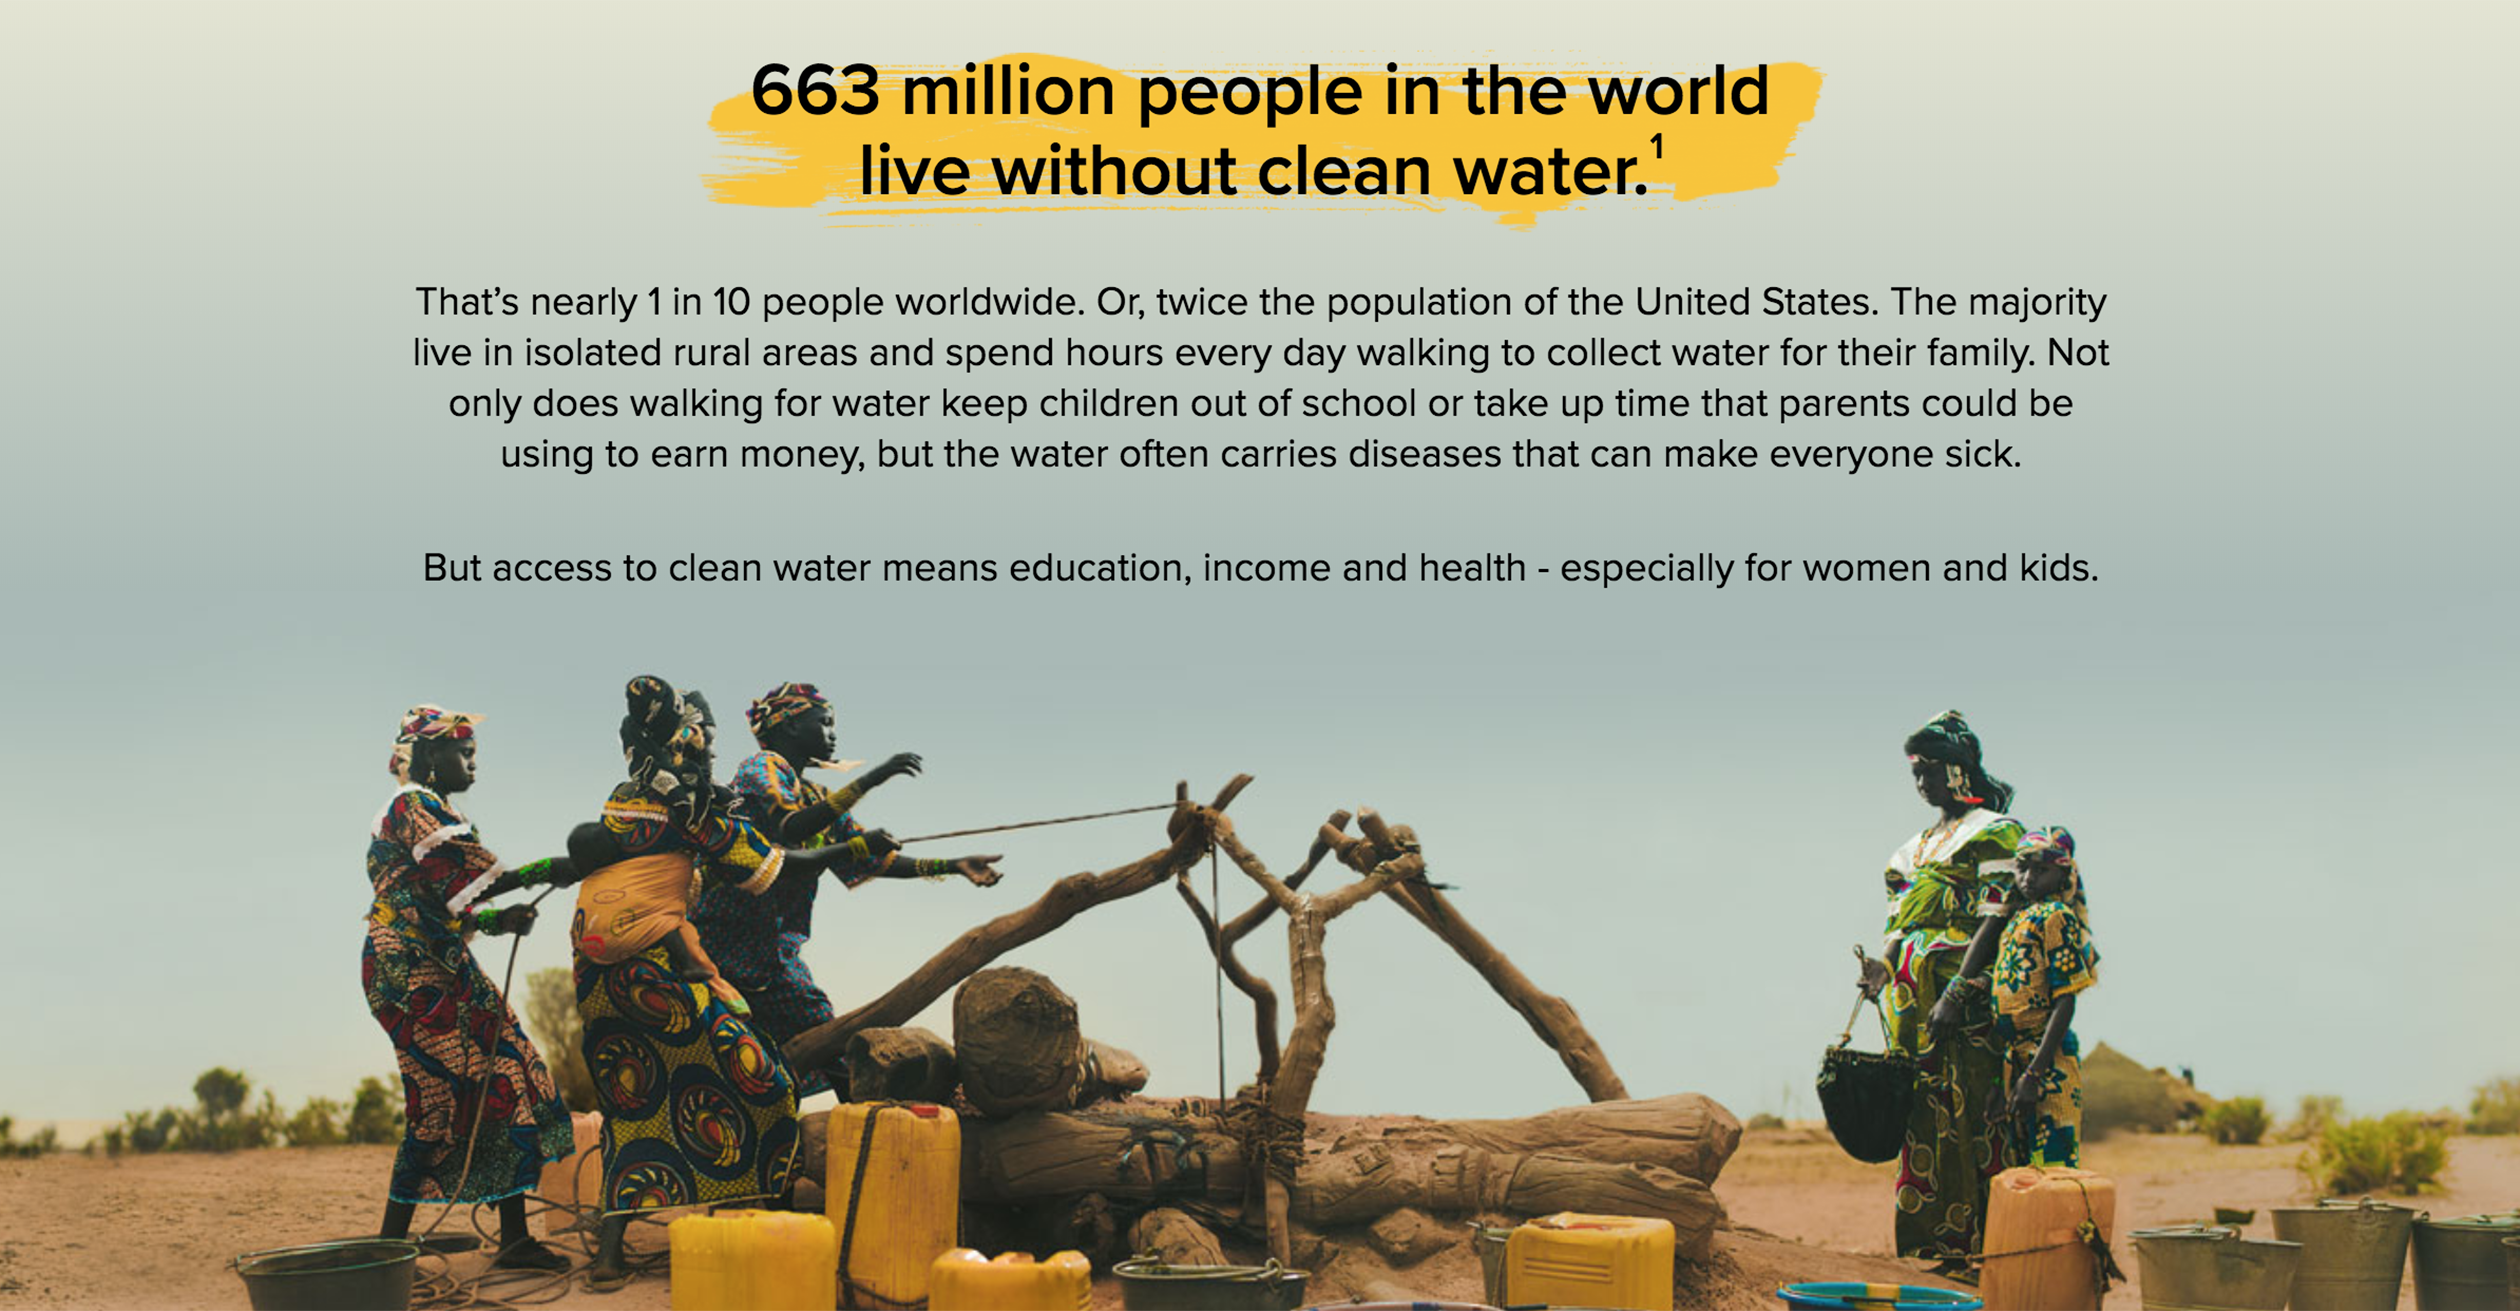 663 million people in the world
live without clean water.1
That’s nearly 1 in 10 people worldwide. Or, twice the population of the United States. The majority
live in isolated rural areas and spend hours every day walking to collect water for their family. Not
only does walking for water keep children out of school or take up time that parents could be
using to earn money, but the water often carries diseases that can make everyone sick.
But access to clean water means education, income and health - especially for women and kids.